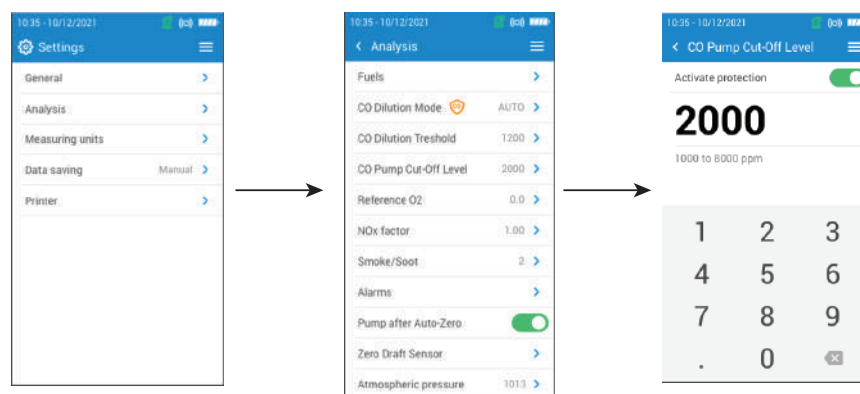 10:35 - 10/12/2021
Settings
General
Analysis
Measuring units
Data saving Manual
Printer
10:35 - 10/12/2021
Analysis
Fuels
CO Dilution Mode AUTO
CO Dilution Treshold 1200
CO Pump Cut-Off Level 2000
Reference O2 0.0
NOx factor 1.00
Smoke/Soot 2
Alarms
Pump after Auto-Zero
Zero Draft Sensor
Atmospheric pressure 1013
10:35 - 10/12/2021
CO Pump Cut-Off Level
Activate protection
2000
1000 to 8000 ppm
1 2 3
4 5 6
7 8 9
. 0